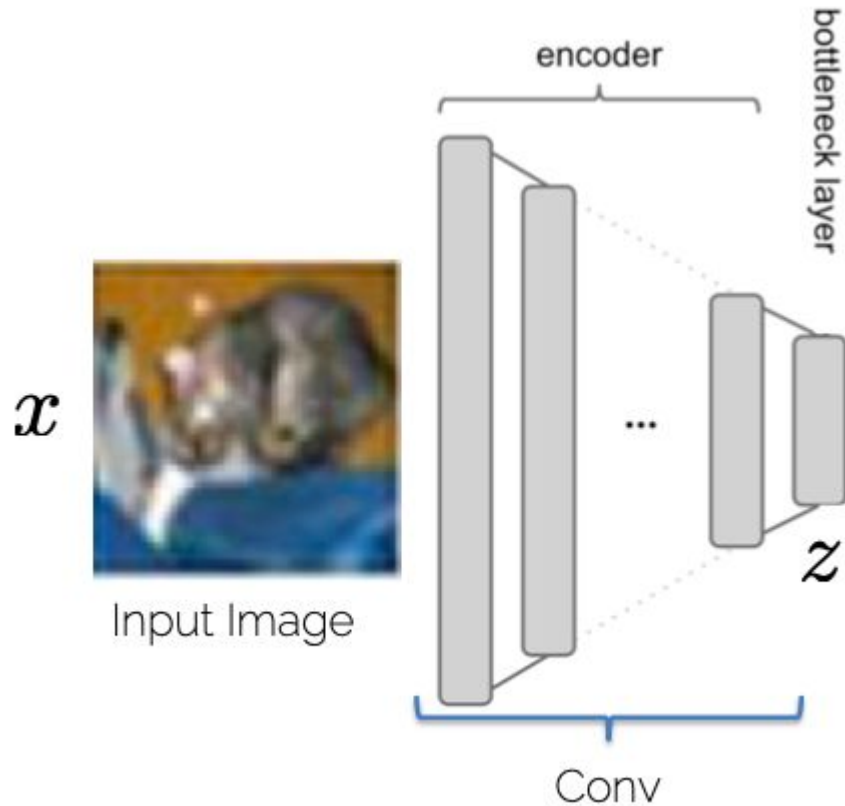 encoder
bottleneck layer
...
x
z
Input Image
Conv